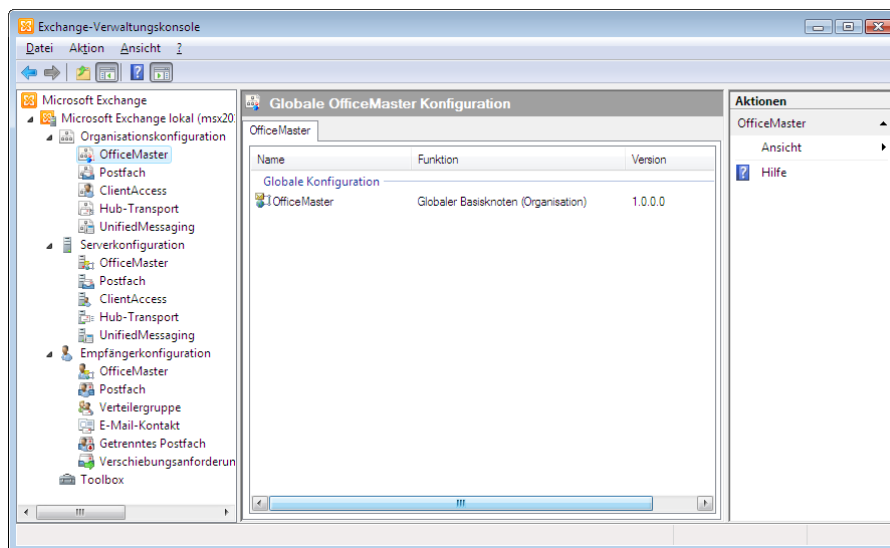 Exchange-Verwaltungskonsole
Datei Aktion Ansicht ?
Microsoft Exchange
Microsoft Exchange lokal (msx20
Organisationskonfiguration
OfficeMaster
Postfach
ClientAccess
Hub-Transport
UnifiedMessaging
Serverkonfiguration
OfficeMaster
Postfach
ClientAccess
Hub-Transport
UnifiedMessaging
Empfängerkonfiguration
OfficeMaster
Postfach
Verteilergruppe
E-Mail-Kontakt
Getrenntes Postfach
Verschiebungsanforderun
Toolbox
Globale OfficeMaster Konfiguration
OfficeMaster
Name Funktion Version
Globale Konfiguration
OfficeMaster Globaler Basisknoten (Organisation) 1.0.0.0
Aktionen
OfficeMaster
Ansicht
Hilfe